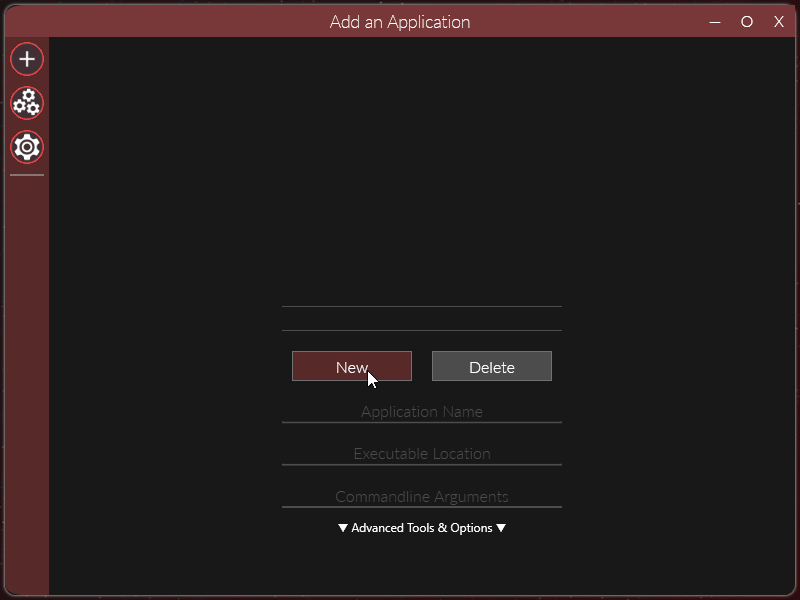 Add an Application
New
Delete
Application Name
Executable Location
Commandline Arguments
▼ Advanced Tools & Options ▼